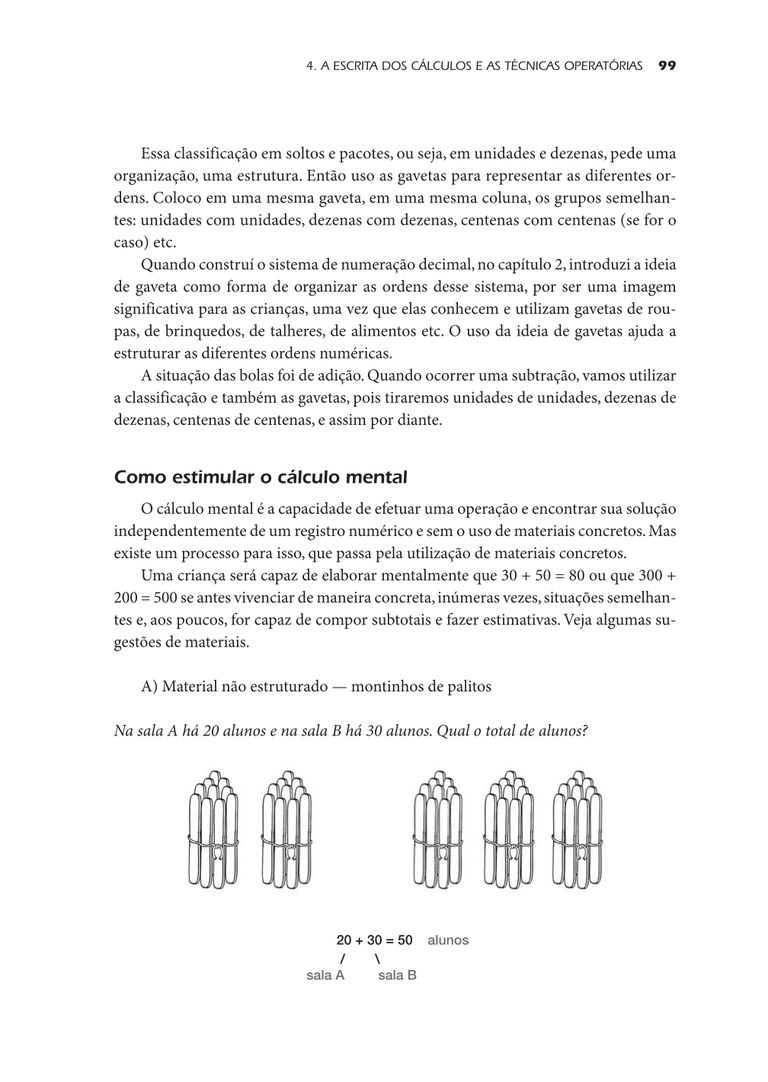 4. A ESCRITA DOS CÁLCULOS E AS TÉCNICAS OPERATÓRIAS 99
Essa classificação em soltos e pacotes, ou seja, em unidades e dezenas, pede uma
organização, uma estrutura. Então uso as gavetas para representar as diferentes or-
dens. Coloco em uma mesma gaveta, em uma mesma coluna, os grupos semelhan-
tes: unidades com unidades, dezenas com dezenas, centenas com centenas (se for o
caso) etc.
Quando construí o sistema de numeração decimal, no capítulo 2, introduzi a ideia
de gaveta como forma de organizar as ordens desse sistema, por ser uma imagem
significativa para as crianças, uma vez que elas conhecem e utilizam gavetas de rou-
pas, de brinquedos, de talheres, de alimentos etc. O uso da ideia de gavetas ajuda a
estruturar as diferentes ordens numéricas.
A situação das bolas foi de adição. Quando ocorrer uma subtração, vamos utilizar
a classificação e também as gavetas, pois tiraremos unidades de unidades, dezenas de
dezenas, centenas de centenas, e assim por diante.
Como estimular o cálculo mental
O cálculo mental é a capacidade de efetuar uma operação e encontrar sua solução
independentemente de um registro numérico e sem o uso de materiais concretos. Mas
existe um processo para isso, que passa pela utilização de materiais concretos.
Uma criança será capaz de elaborar mentalmente que 30 + 50 = 80 ou que 300 +
200 = 500 se antes vivenciar de maneira concreta, inúmeras vezes, situações semelhan-
tes e, aos poucos, for capaz de compor subtotais e fazer estimativas. Veja algumas su-
gestões de materiais.
A) Material não estruturado — montinhos de palitos
Na sala A há 20 alunos e na sala B há 30 alunos. Qual o total de alunos?
20 + 30 = 50 alunos
/ \
sala A sala B